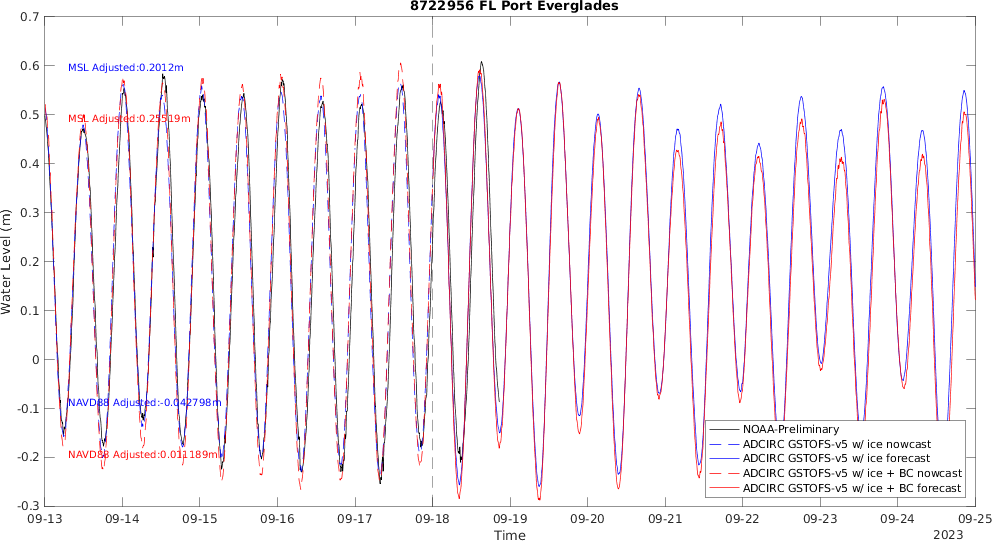 8722956 FL Port Everglades
0.7
0.6
0.5
0.4
0.3
0.2
0.1
0
-0.1
-0.2
-0.3
Water Level (m)
MSL Adjusted:0.2012m
MSL Adjusted:0.25519m
NAVD88 Adjusted:-0.042798m
NAVD88 Adjusted:0.011189m
NOAA-Preliminary
ADCIRC GSTOFS-v5 w/ ice nowcast
ADCIRC GSTOFS-v5 w/ ice forecast
ADCIRC GSTOFS-v5 w/ ice + BC nowcast
ADCIRC GSTOFS-v5 w/ ice + BC forecast
09-13 09-14 09-15 09-16 09-17 09-18 09-19 09-20 09-21 09-22 09-23 09-24 09-25
Time
2023